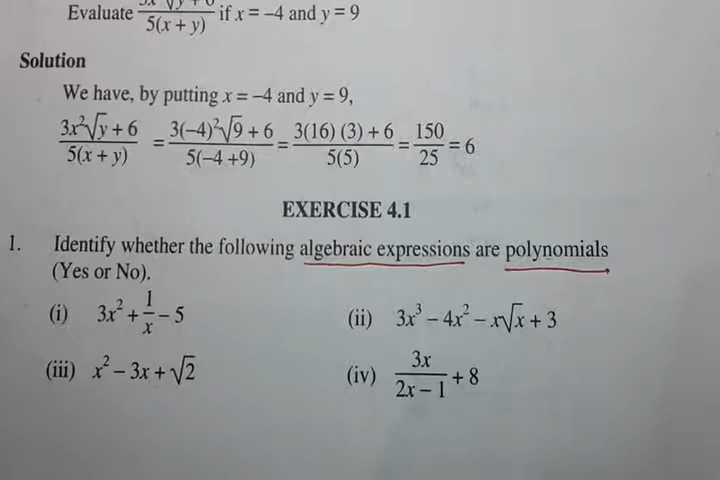 Evaluate 3x²√y + 6 / 5(x + y) if x = –4 and y = 9
Solution
We have, by putting x = –4 and y = 9,
3x²√y + 6 / 5(x + y) = 3(–4)²√9 + 6 / 5(–4 +9) = 3(16) (3) + 6 / 5(5) = 150 / 25 = 6
EXERCISE 4.1
1. Identify whether the following algebraic expressions are polynomials
(Yes or No).
(i) 3x² + 1/x – 5 (ii) 3x³ – 4x² – x√x + 3
(iii) x² – 3x + √2 (iv) 3x / 2x – 1 + 8